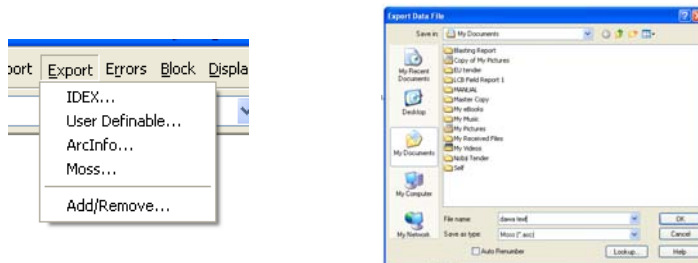 port Export Errors Block Displa
IDEX...
User Definable...
ArcInfo...
Moss...
Add/Remove...
Export Data File
Save in: My Documents
My Recent Documents
Desktop
My Documents
My Computer
My Network
Blasting Report
Copy of My Pictures
EU tender
LCB Field Report 1
MANUAL
Master Copy
My eBooks
My Music
My Pictures
My Received Files
My Videos
Nobz Tender
Self
File name: dawa text
OK
Save as type: Moss (*.asc)
Cancel
Auto Renumber
Lookup...
Help